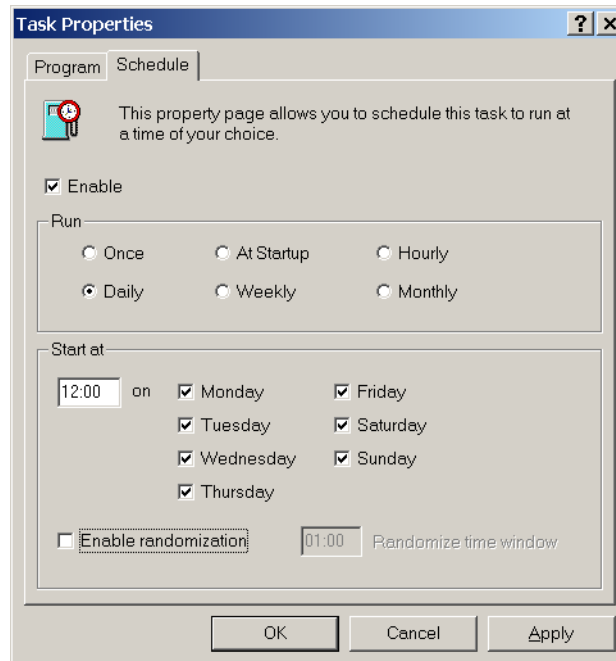 Task Properties
Program Schedule
This property page allows you to schedule this task to run at
a time of your choice.
Enable
Run
Once At Startup Hourly
Daily Weekly Monthly
Start at
12:00 on Monday Friday
Tuesday Saturday
Wednesday Sunday
Thursday
Enable randomization 01:00 Randomize time window
OK Cancel Apply